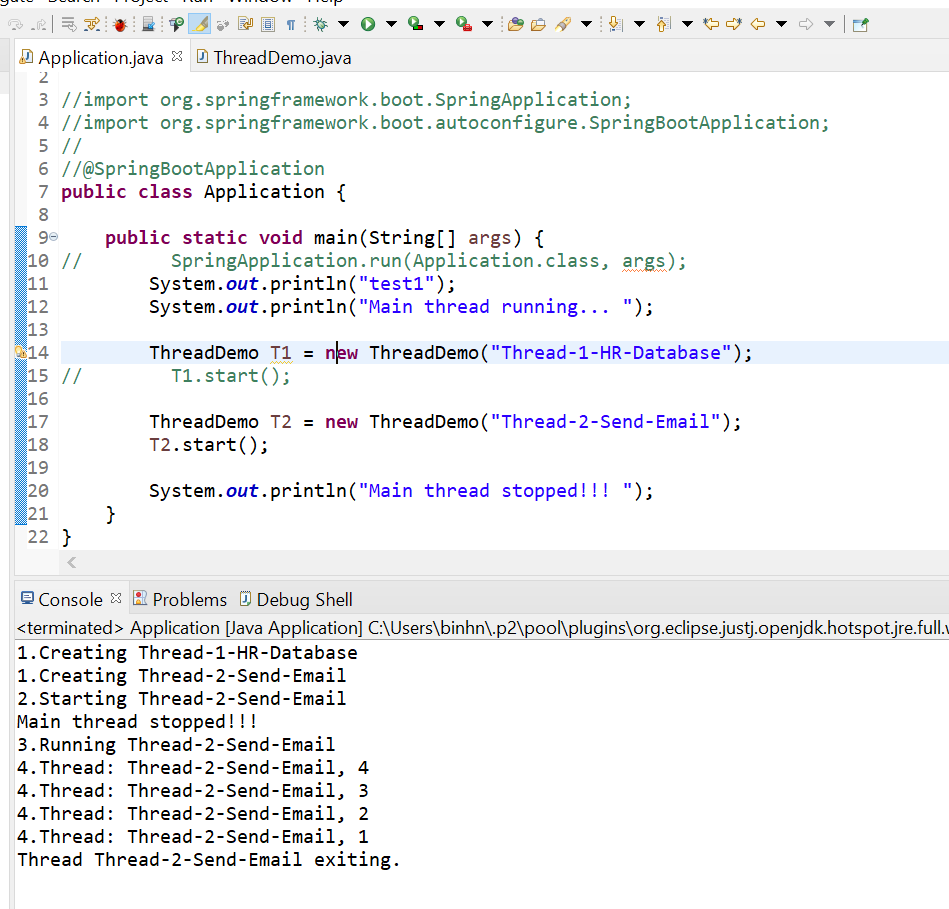 Search Project Run Window Help
Application.java ThreadDemo.java
2
3 //import org.springframework.boot.SpringApplication;
4 //import org.springframework.boot.autoconfigure.SpringBootApplication;
5 //
6 //@SpringBootApplication
7 public class Application {
8
9 public static void main(String[] args) {
10 // SpringApplication.run(Application.class, args);
11 System.out.println("test1");
12 System.out.println("Main thread running... ");
13
14 ThreadDemo T1 = new ThreadDemo("Thread-1-HR-Database");
15 // T1.start();
16
17 ThreadDemo T2 = new ThreadDemo("Thread-2-Send-Email");
18 T2.start();
19
20 System.out.println("Main thread stopped!!! ");
21 }
22 }
Console Problems Debug Shell
<terminated> Application [Java Application] C:\Users\binhn\.p2\pool\plugins\org.eclipse.justj.openjdk.hotspot.jre.full.
1.Creating Thread-1-HR-Database
1.Creating Thread-2-Send-Email
2.Starting Thread-2-Send-Email
Main thread stopped!!!
3.Running Thread-2-Send-Email
4.Thread: Thread-2-Send-Email, 4
4.Thread: Thread-2-Send-Email, 3
4.Thread: Thread-2-Send-Email, 2
4.Thread: Thread-2-Send-Email, 1
Thread Thread-2-Send-Email exiting.